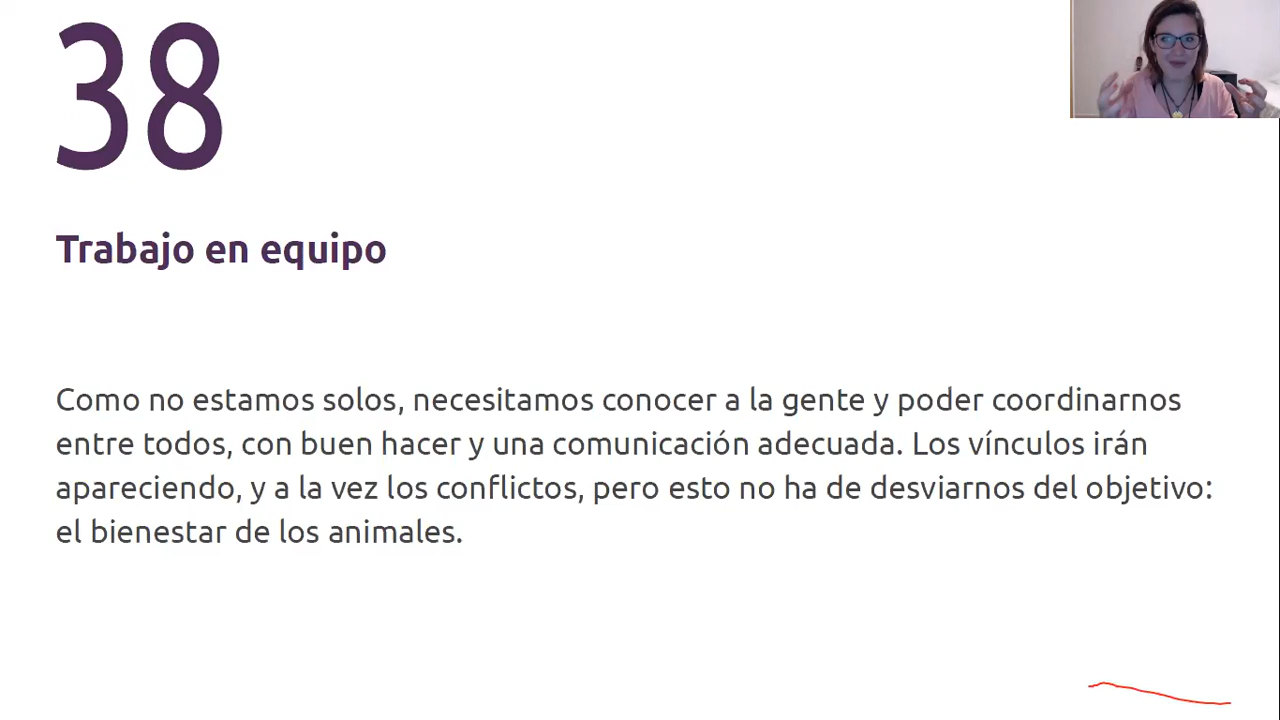 38
Trabajo en equipo
Como no estamos solos, necesitamos conocer a la gente y poder coordinarnos
entre todos, con buen hacer y una comunicación adecuada. Los vínculos irán
apareciendo, y a la vez los conflictos, pero esto no ha de desviarnos del objetivo:
el bienestar de los animales.